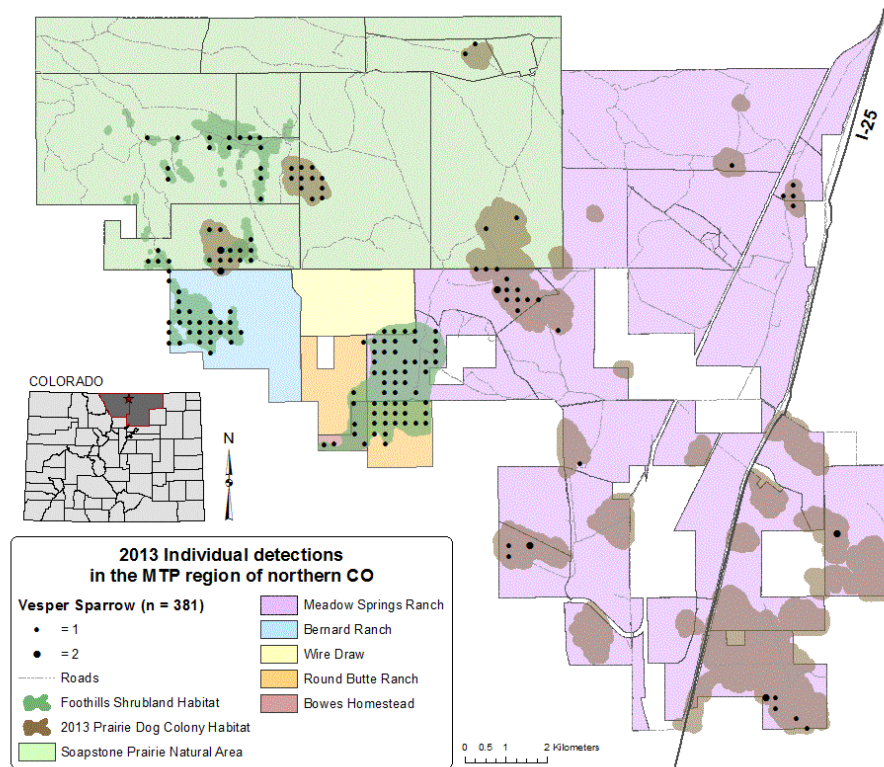 I-25
COLORADO
N
2013 Individual detections
in the MTP region of northern CO
Vesper Sparrow (n = 381)
= 1
= 2
Roads
Foothills Shrubland Habitat
2013 Prairie Dog Colony Habitat
Soapstone Prairie Natural Area
Meadow Springs Ranch
Bernard Ranch
Wire Draw
Round Butte Ranch
Bowes Homestead
0 0.5 1 2 Kilometers